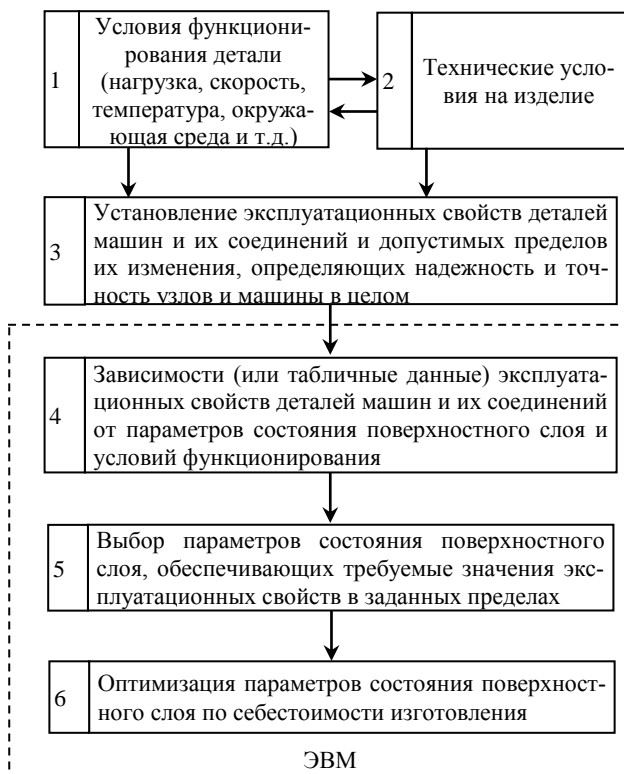 1
Условия функцион-
ирования детали
(нагрузка, скорость,
температура, окружа-
ющая среда и т.д.)
2
Технические усло-
вия на изделие
3
Установление эксплуатационных свойств деталей
машин и их соединений и допустимых пределов
их изменения, определяющих надежность и точ-
ность узлов и машины в целом
4
Зависимости (или табличные данные) эксплуата-
ционных свойств деталей машин и их соединений
от параметров состояния поверхностного слоя и
условий функционирования
5
Выбор параметров состояния поверхностного
слоя, обеспечивающих требуемые значения экс-
плуатационных свойств в заданных пределах
6
Оптимизация параметров состояния поверхност-
ного слоя по себестоимости изготовления
ЭВМ